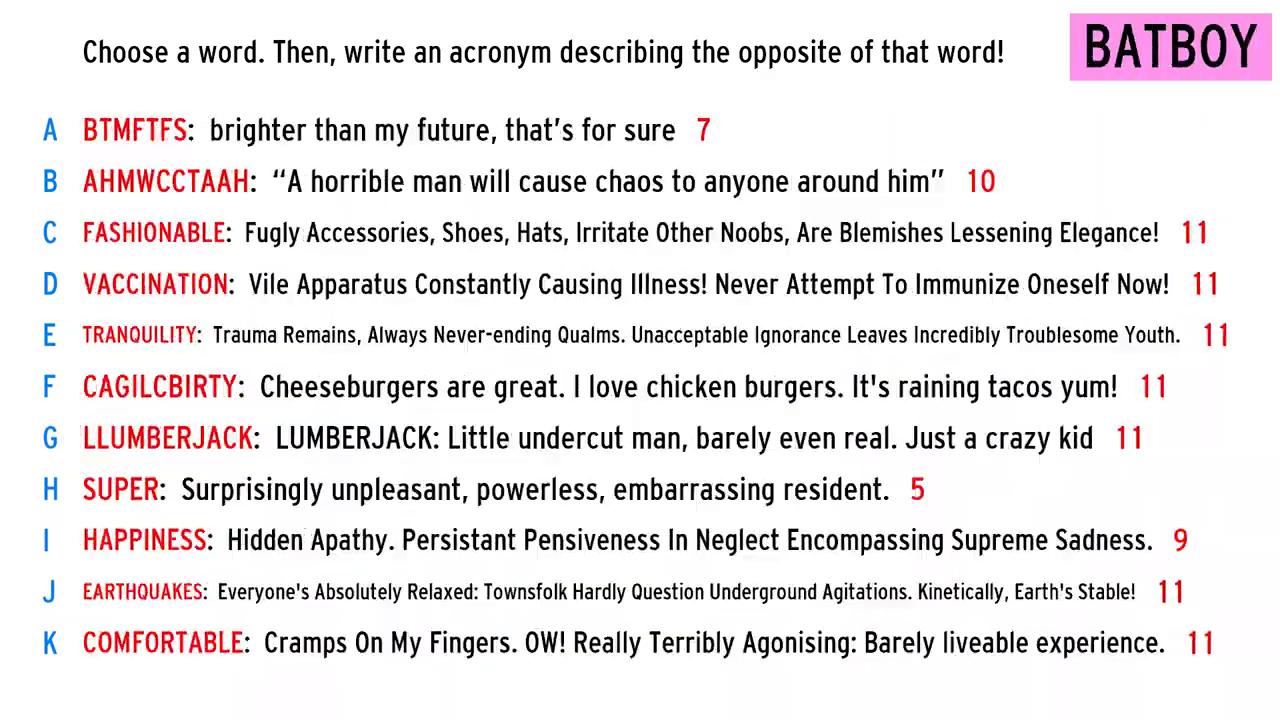 Choose a word. Then, write an acronym describing the opposite of that word!
BATBOY
A BTMFTFS: brighter than my future, that's for sure 7
B AHMWCCTAAH: “A horrible man will cause chaos to anyone around him” 10
C FASHIONABLE: Fugly Accessories, Shoes, Hats, Irritate Other Noobs, Are Blemishes Lessening Elegance! 11
D VACCINATION: Vile Apparatus Constantly Causing Illness! Never Attempt To Immunize Oneself Now! 11
E TRANQUILITY: Trauma Remains, Always Never-ending Qualms. Unacceptable Ignorance Leaves Incredibly Troublesome Youth. 11
F CAGILCBIRTY: Cheeseburgers are great. I love chicken burgers. It's raining tacos yum! 11
G LLUMBERJACK: LUMBERJACK: Little undercut man, barely even real. Just a crazy kid 11
H SUPER: Surprisingly unpleasant, powerless, embarrassing resident. 5
I HAPPINESS: Hidden Apathy. Persistant Pensiveness In Neglect Encompassing Supreme Sadness. 9
J EARTHQUAKES: Everyone's Absolutely Relaxed: Townsfolk Hardly Question Underground Agitations. Kinetically, Earth's Stable! 11
K COMFORTABLE: Cramps On My Fingers. OW! Really Terribly Agonising: Barely liveable experience. 11